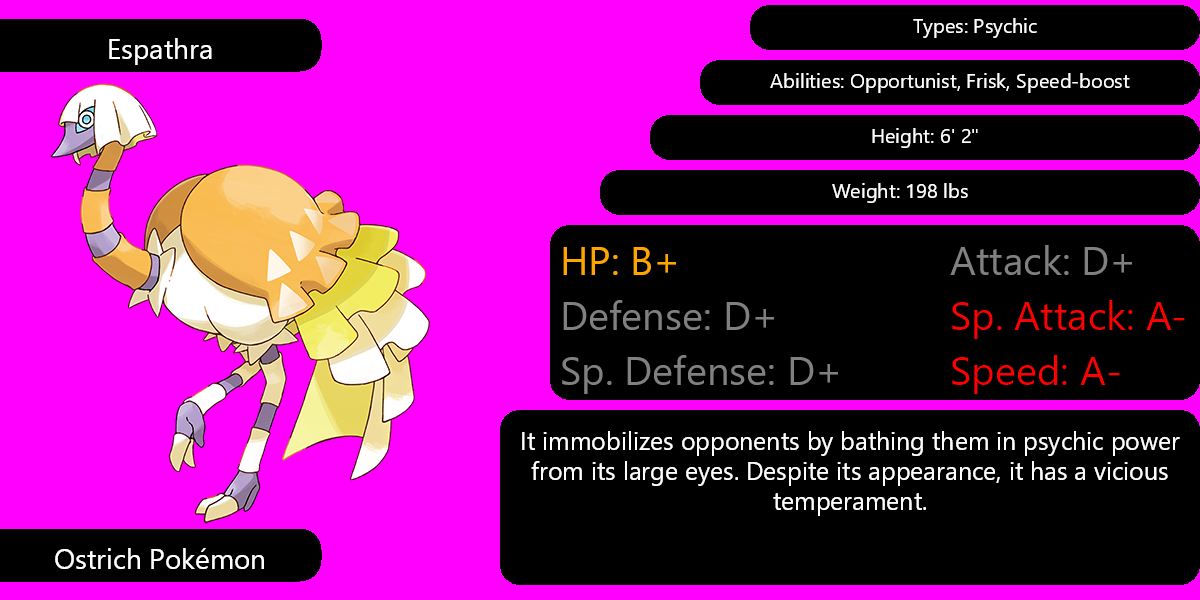 Espathra
Types: Psychic
Abilities: Opportunist, Frisk, Speed-boost
Height: 6' 2"
Weight: 198 lbs
HP: B+
Attack: D+
Defense: D+
Sp. Attack: A-
Sp. Defense: D+
Speed: A-
It immobilizes opponents by bathing them in psychic power
from its large eyes. Despite its appearance, it has a vicious
temperament.
Ostrich Pokémon